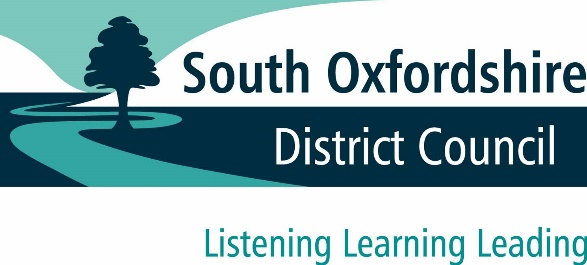 South Oxfordshire
District Council
Listening Learning Leading